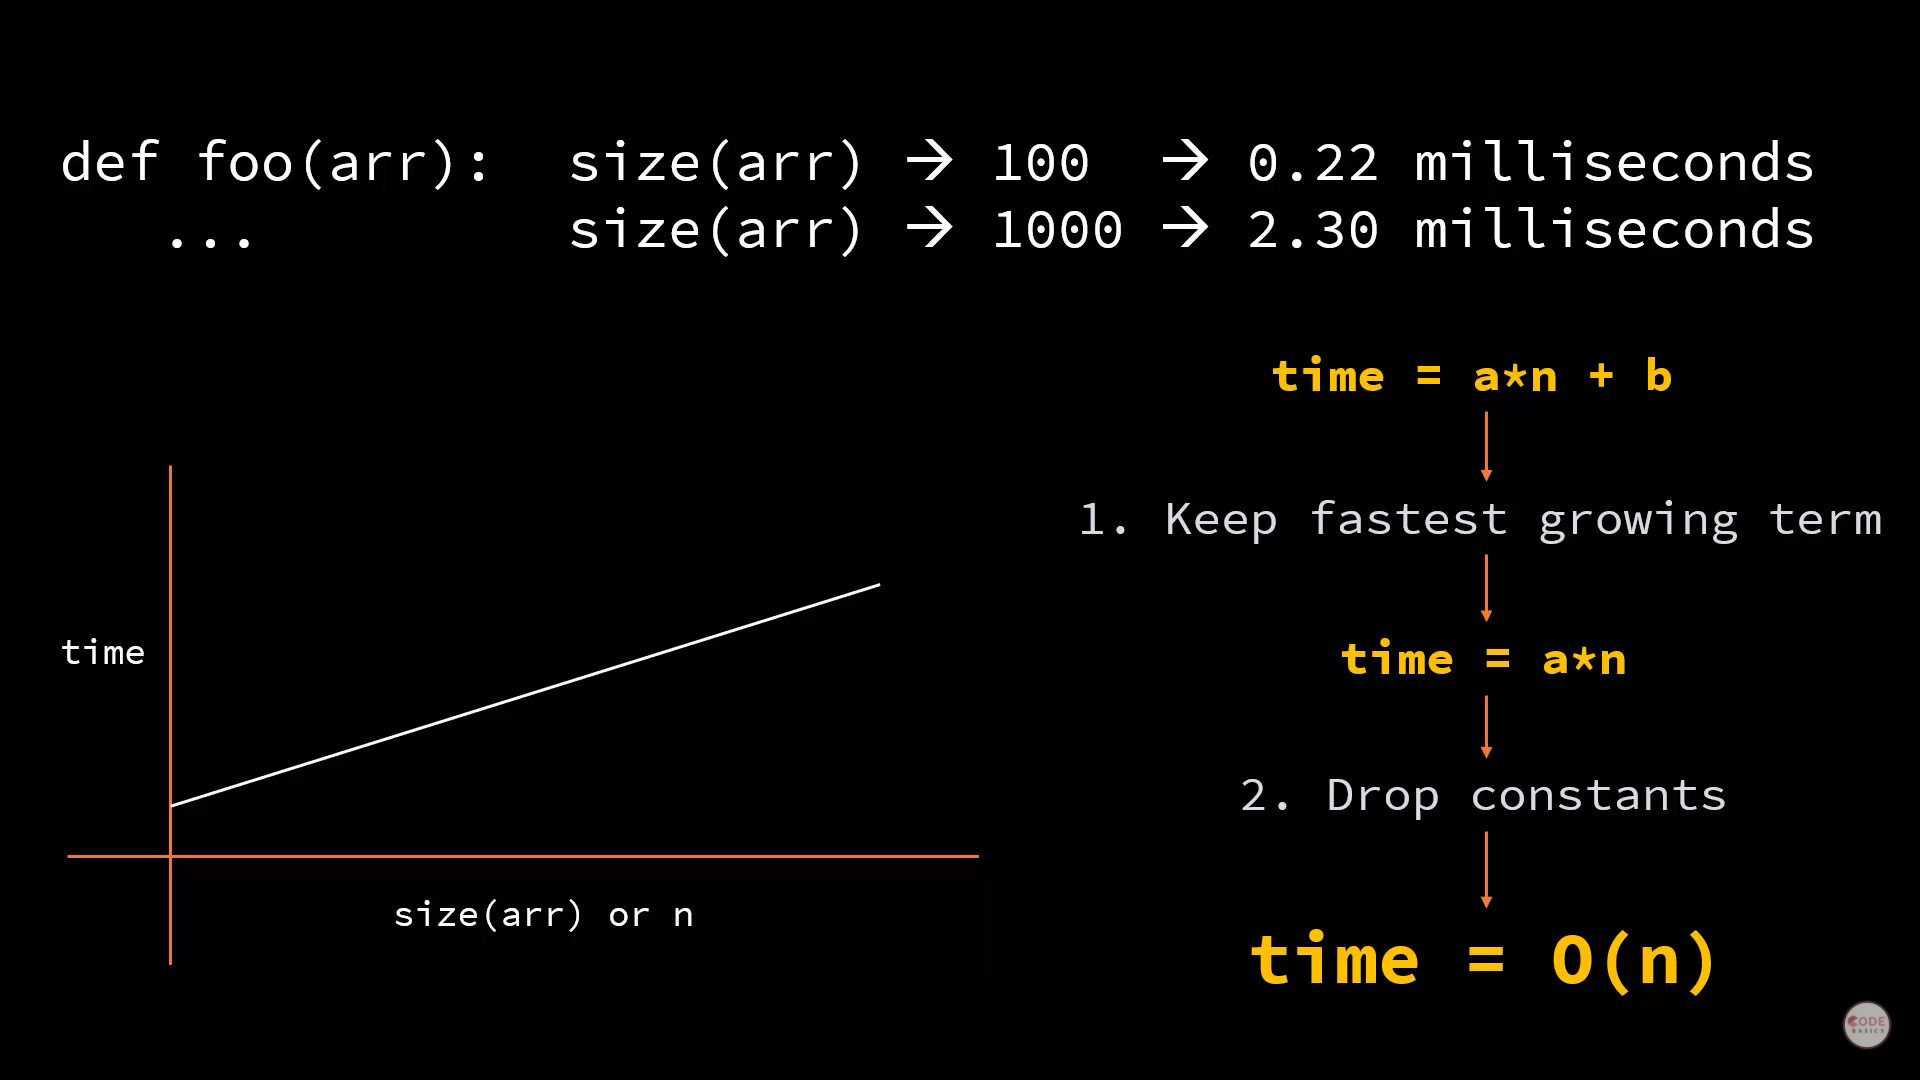 def foo(arr): size(arr) → 100 → 0.22 milliseconds
... size(arr) → 1000 → 2.30 milliseconds
time = a*n + b
1. Keep fastest growing term
time = a*n
2. Drop constants
time = O(n)
time
size(arr) or n
CODE
BASICS